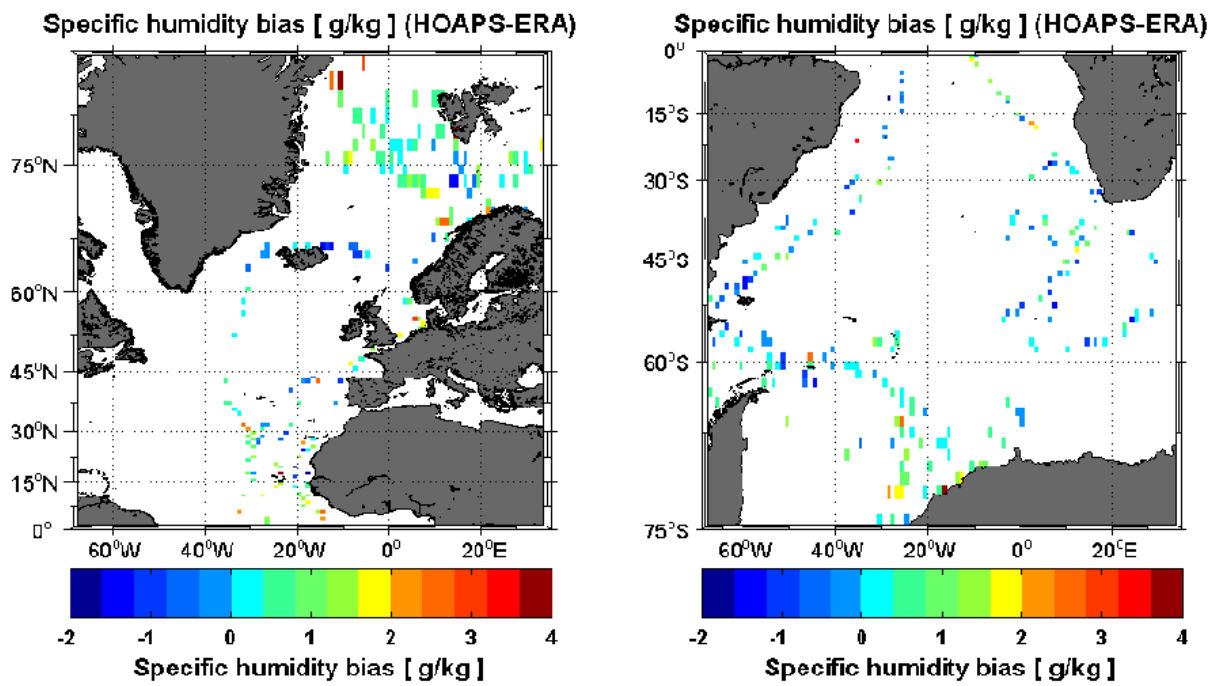 Specific humidity bias [ g/kg ] (HOAPS-ERA)
75°N
60°N
45°N
30°N
15°N
0°
60°W 40°W 20°W 0° 20°E
-2 -1 0 1 2 3 4
Specific humidity bias [ g/kg ]
Specific humidity bias [ g/kg ] (HOAPS-ERA)
0°
15°S
30°S
45°S
60°S
75°S
60°W 40°W 20°W 0° 20°E
-2 -1 0 1 2 3 4
Specific humidity bias [ g/kg ]